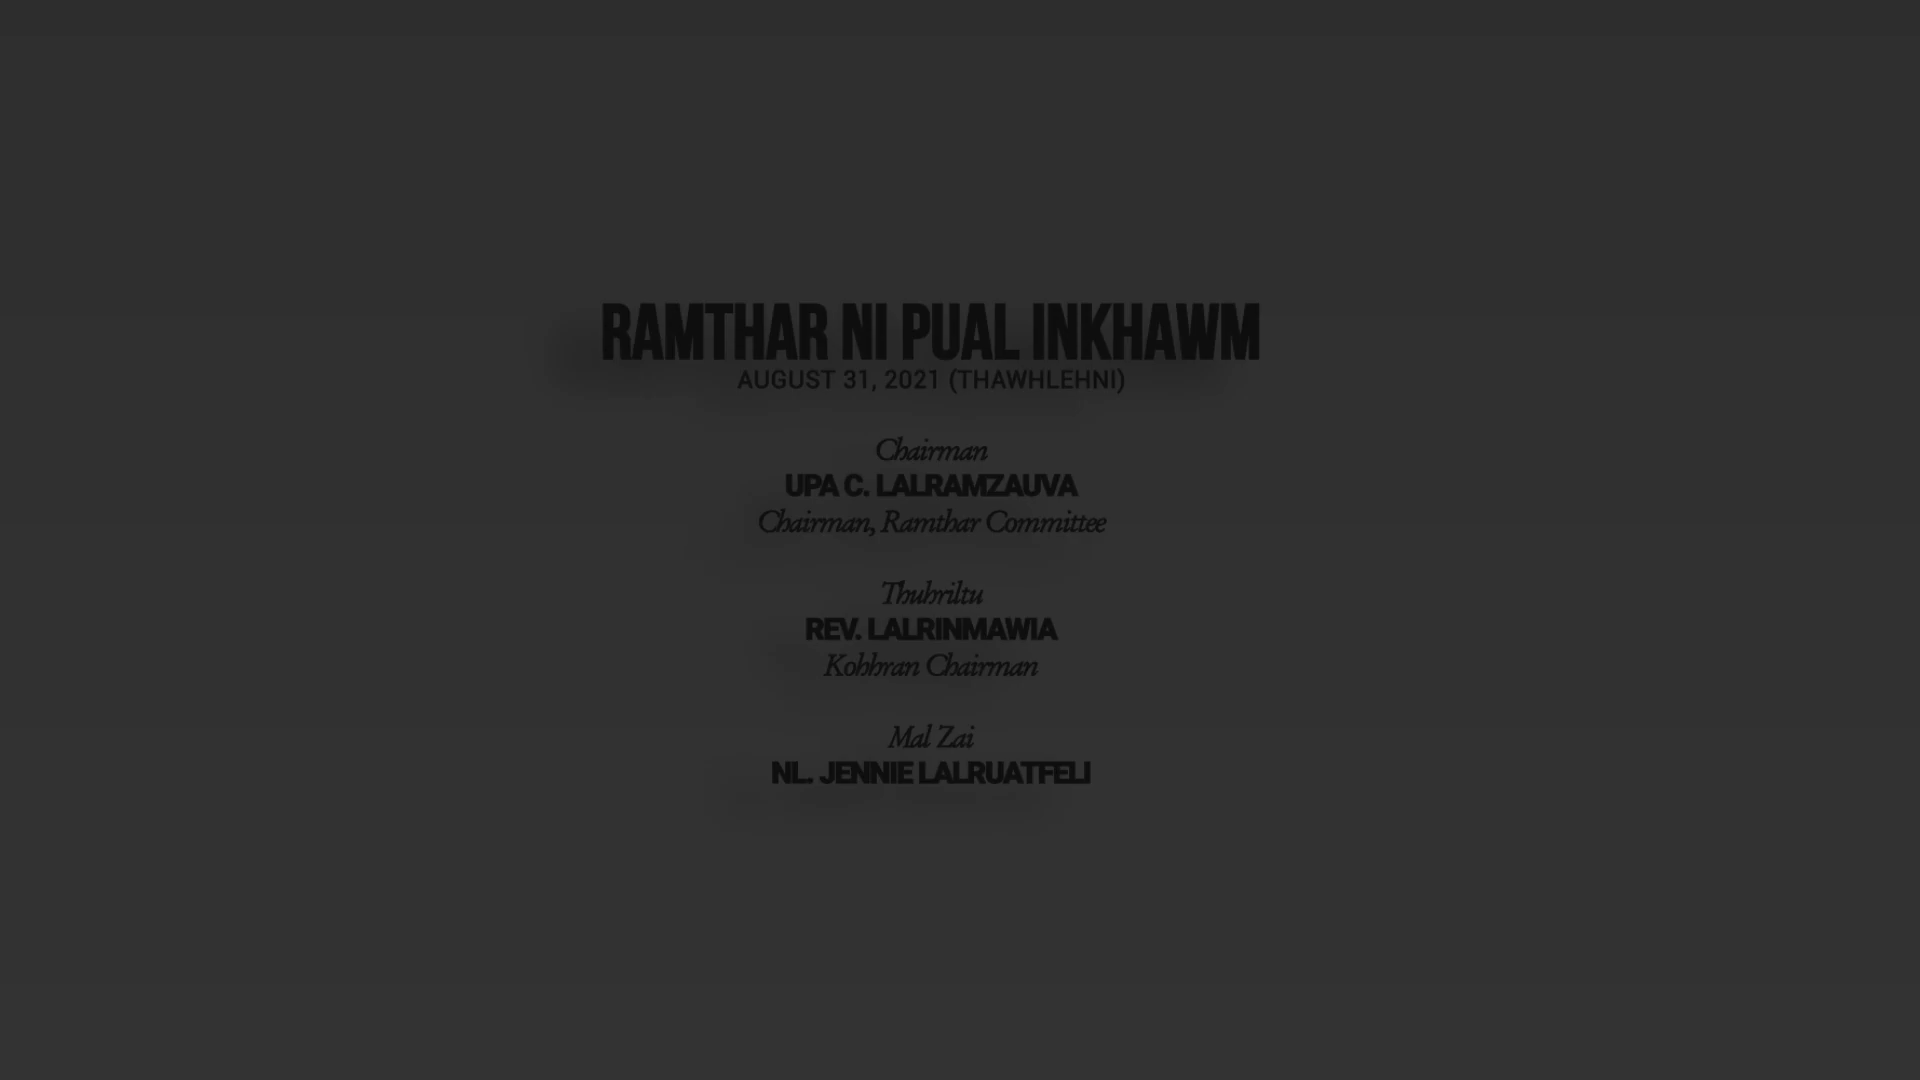 RAMTHAR NI PUAL INKHAWM
AUGUST 31, 2021 (THAWHLEHNI)
Chairman
UPA C. LALRAMZAUVA
Chairman, Ramthar Committee
Thuhriltu
REV. LALRINMAWIA
Kohhran Chairman
Mal Zai
NL. JENNIE LALRUATFELI